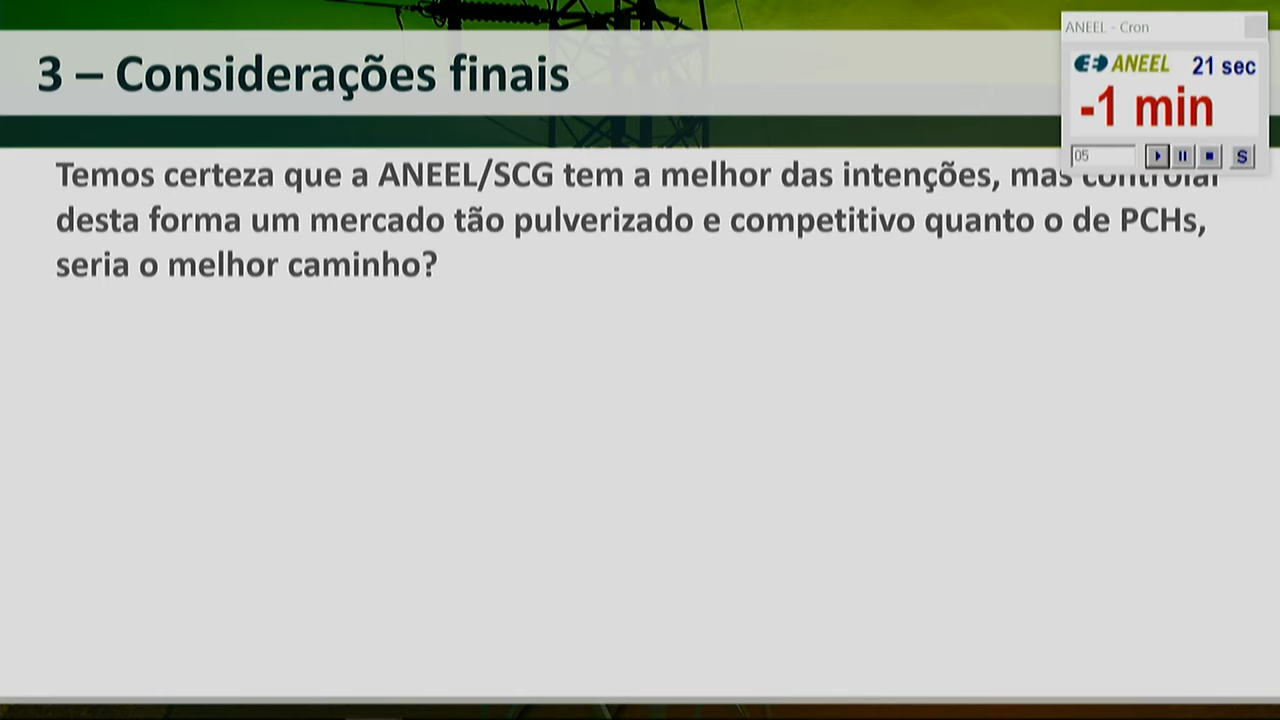 3 – Considerações finais
ANEEL - Cron
ANEEL 21 sec
-1 min
05
S
Temos certeza que a ANEEL/SCG tem a melhor das intenções, mas controlar
desta forma um mercado tão pulverizado e competitivo quanto o de PCHs,
seria o melhor caminho?